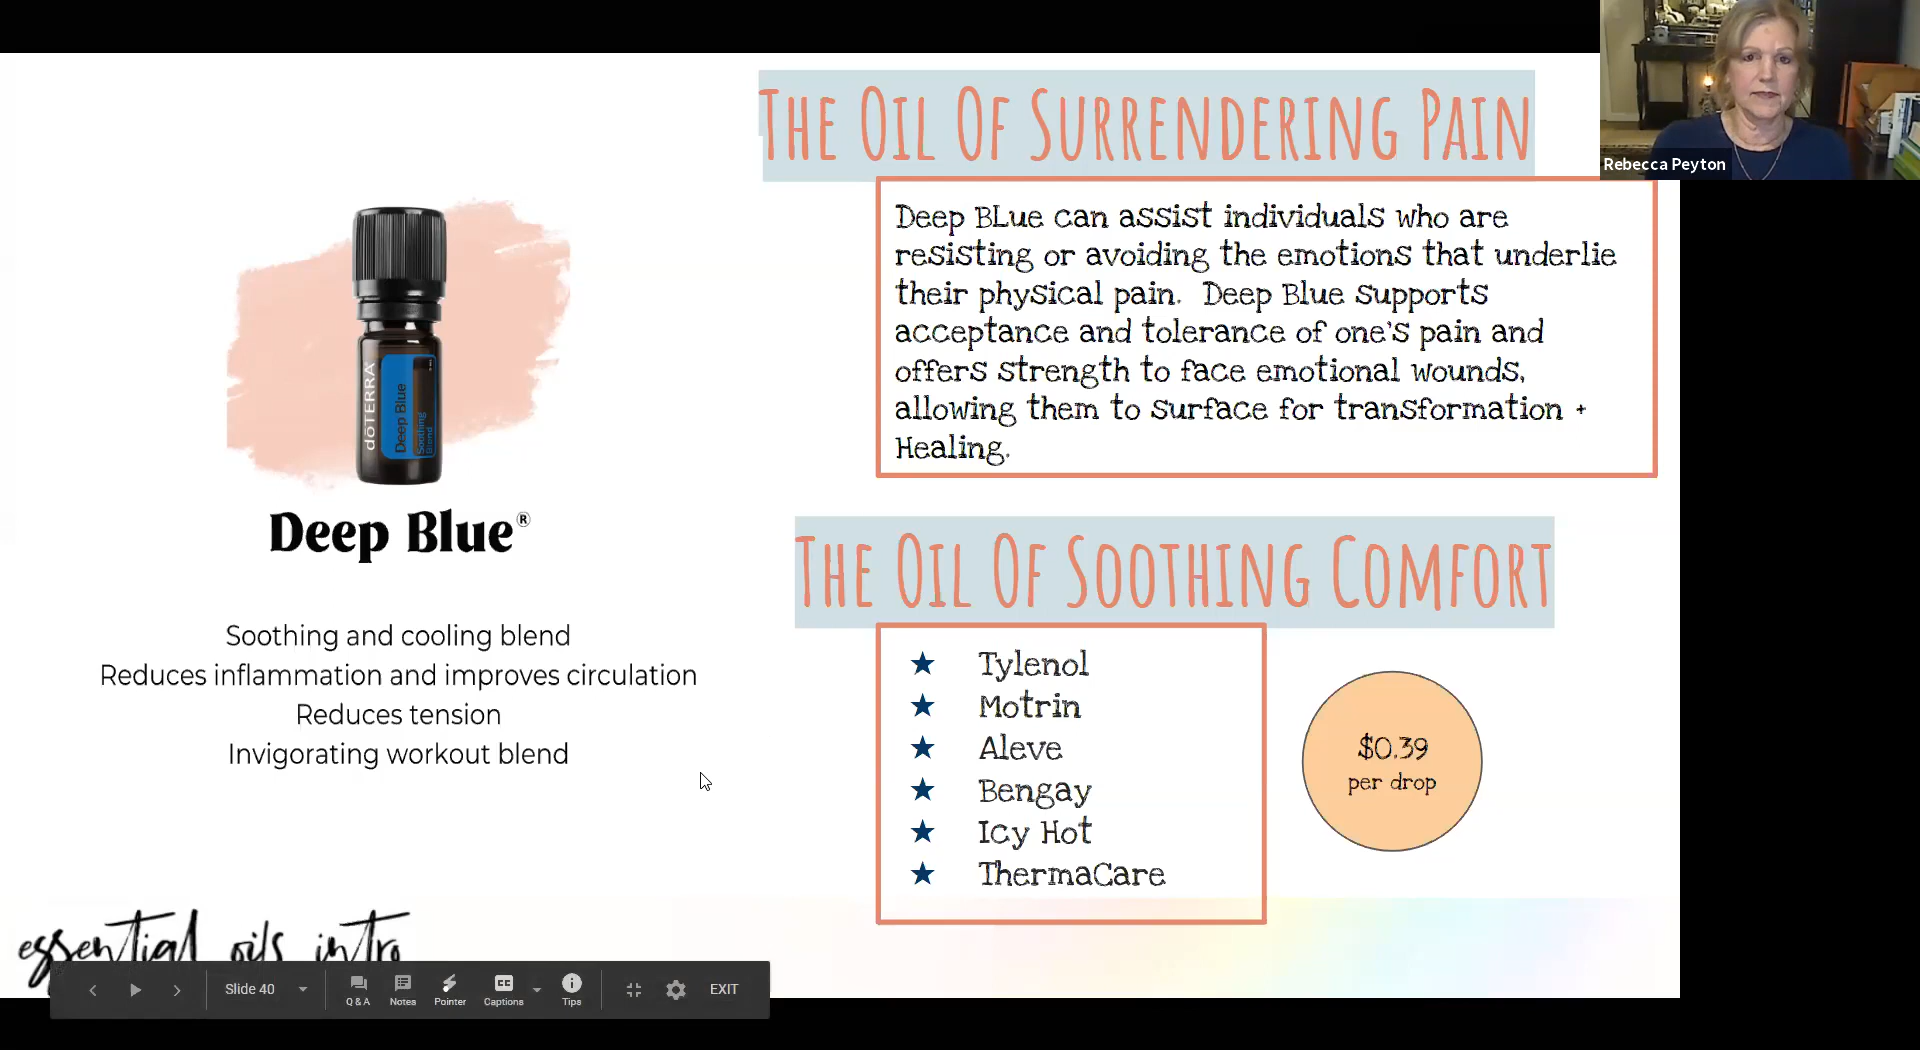 The Oil Of Surrendering Pain
Rebecca Peyton
Deep BLue can assist individuals who are
resisting or avoiding the emotions that underlie
their physical pain.  Deep Blue supports
acceptance and tolerance of one's pain and
offers strength to face emotional wounds,
allowing them to surface for transformation +
Healing.
dōTERRA
Deep Blue
Soothing
Blend
Deep Blue®
Soothing and cooling blend
Reduces inflammation and improves circulation
Reduces tension
Invigorating workout blend
The Oil Of Soothing Comfort
★ Tylenol
★ Motrin
★ Aleve
★ Bengay
★ Icy Hot
★ ThermaCare
$0.39
per drop
essential oils intro
Slide 40
Q & A
Notes
Pointer
CC
Captions
Tips
EXIT